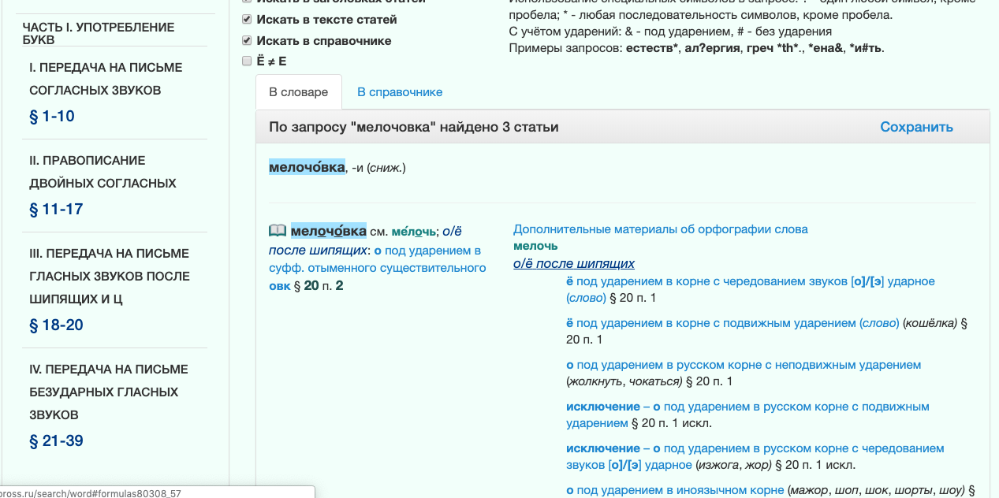 ЧАСТЬ I. УПОТРЕБЛЕНИЕ
БУКВ
I. ПЕРЕДАЧА НА ПИСЬМЕ
СОГЛАСНЫХ ЗВУКОВ
§ 1-10
II. ПРАВОПИСАНИЕ
ДВОЙНЫХ СОГЛАСНЫХ
§ 11-17
III. ПЕРЕДАЧА НА ПИСЬМЕ
ГЛАСНЫХ ЗВУКОВ ПОСЛЕ
ШИПЯЩИХ И Ц
§ 18-20
IV. ПЕРЕДАЧА НА ПИСЬМЕ
БЕЗУДАРНЫХ ГЛАСНЫХ
ЗВУКОВ
§ 21-39
Искать в заголовках статей
Искать в тексте статей
Искать в справочнике
Ё ≠ Е
пробела; * - любая последовательность символов, кроме пробела.
С учётом ударений: & - под ударением, # - без ударения
Примеры запросов: естеств*, ал?ергия, греч *th*., *ена&, *и#ть.
В словаре
В справочнике
По запросу "мелочовка" найдено 3 статьи
Сохранить
мелочо́вка, -и (сниж.)
мелочо́вка см. ме́лочь; о/ё
после шипящих: о под ударением в
суфф. отыменного существительного
овк § 20 п. 2
Дополнительные материалы об орфографии слова
мелочь
о/ё после шипящих
ё под ударением в корне с чередованием звуков [о]/[э] ударное
(слово) § 20 п. 1
ё под ударением в корне с подвижным ударением (слово) (кошёлка) §
20 п. 1
о под ударением в русском корне с неподвижным ударением
(жолкнуть, чокаться) § 20 п. 1
исключение – о под ударением в русском корне с подвижным
ударением § 20 п. 1 искл.
исключение – о под ударением в русском корне с чередованием
звуков [о]/[э] ударное (изжога, жор) § 20 п. 1 искл.
о под ударением в иноязычном корне (мажор, шоп, шок, шорты, шоу) §
oross.ru/search/word#formulas80308_57